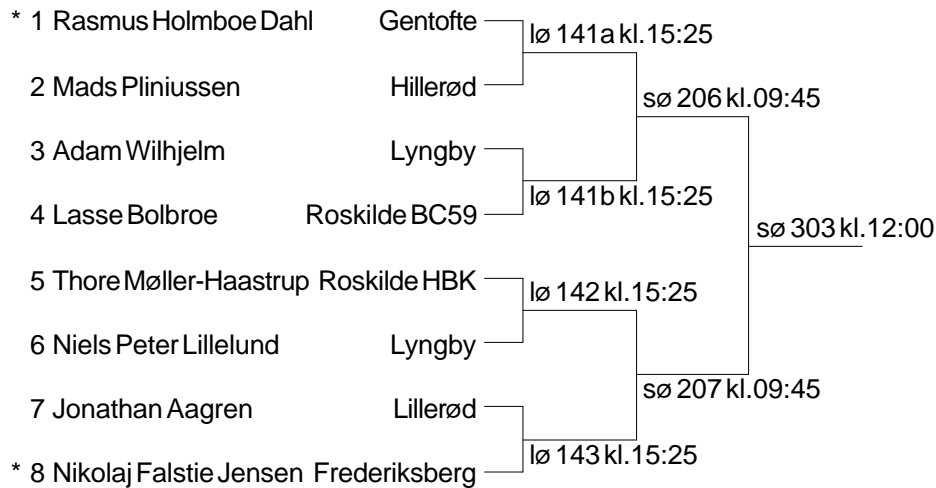 * 1 Rasmus Holmboe Dahl Gentofte
lø 141a kl.15:25
2 Mads Pliniussen Hillerød
sø 206 kl.09:45
3 Adam Wilhjelm Lyngby
lø 141b kl.15:25
4 Lasse Bolbroe Roskilde BC59
sø 303 kl.12:00
5 Thore Møller-Haastrup Roskilde HBK
lø 142 kl.15:25
6 Niels Peter Lillelund Lyngby
sø 207 kl.09:45
7 Jonathan Aagren Lillerød
lø 143 kl.15:25
* 8 Nikolaj Falstie Jensen Frederiksberg